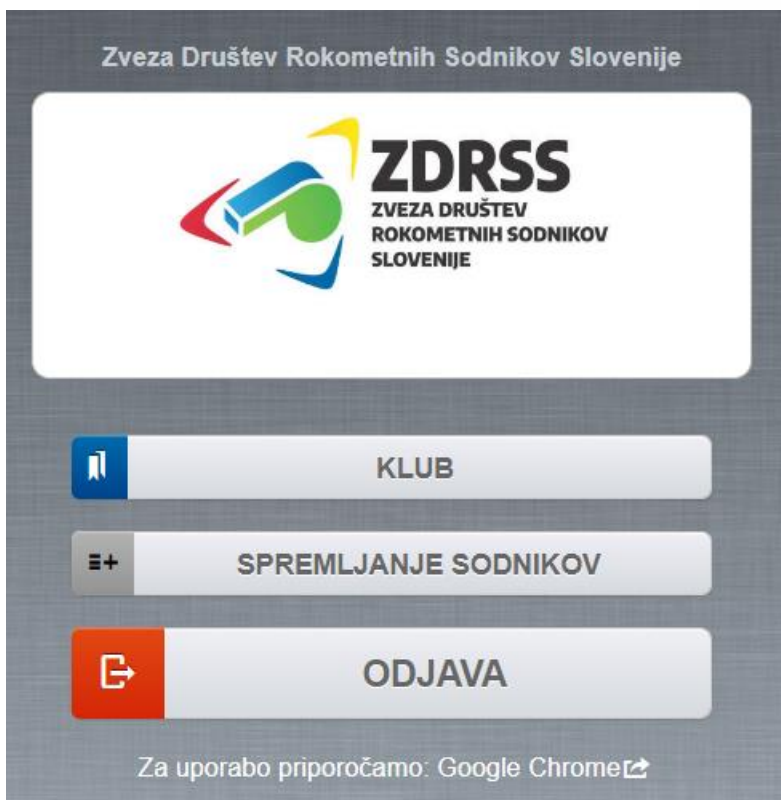 Zveza Društev Rokometnih Sodnikov Slovenije
ZDRSS
ZVEZA DRUŠTEV
ROKOMETNIH SODNIKOV
SLOVENIJE
KLUB
SPREMLJANJE SODNIKOV
ODJAVA
Za uporabo priporočamo: Google Chrome